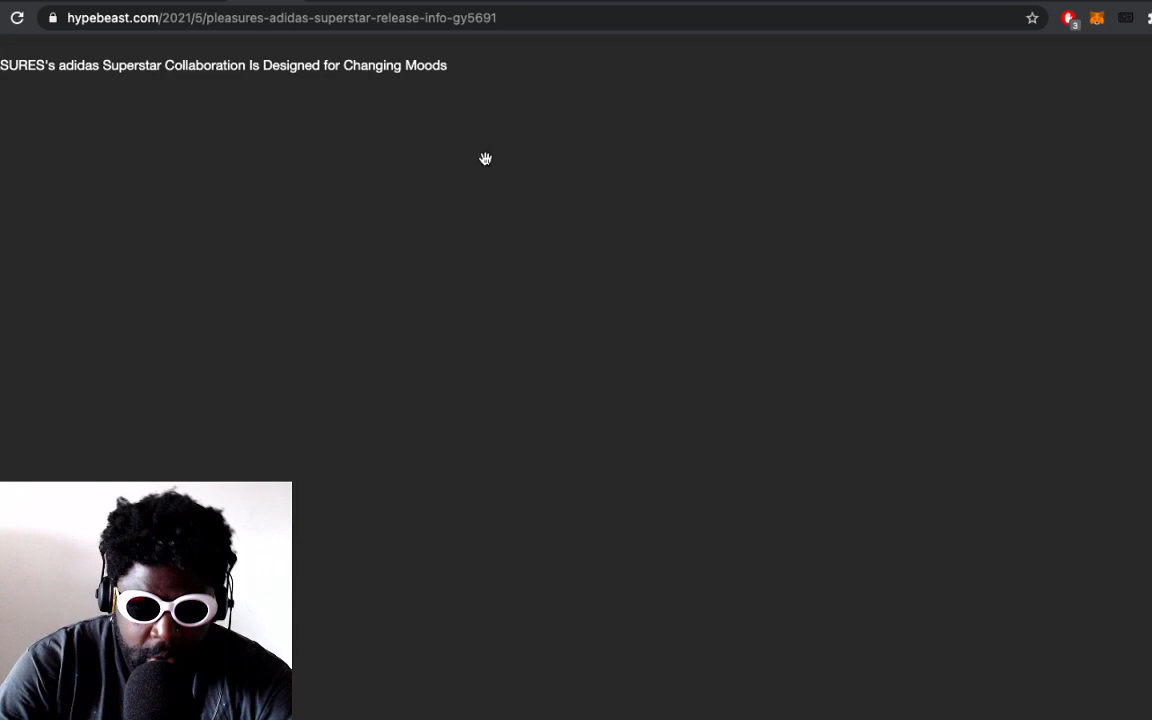 hypebeast.com/2021/5/pleasures-adidas-superstar-release-info-gy5691
3
SURES's adidas Superstar Collaboration Is Designed for Changing Moods